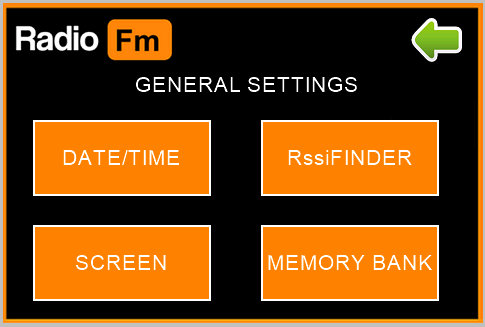 Radio Fm
GENERAL SETTINGS
DATE/TIME
RssiFINDER
SCREEN
MEMORY BANK